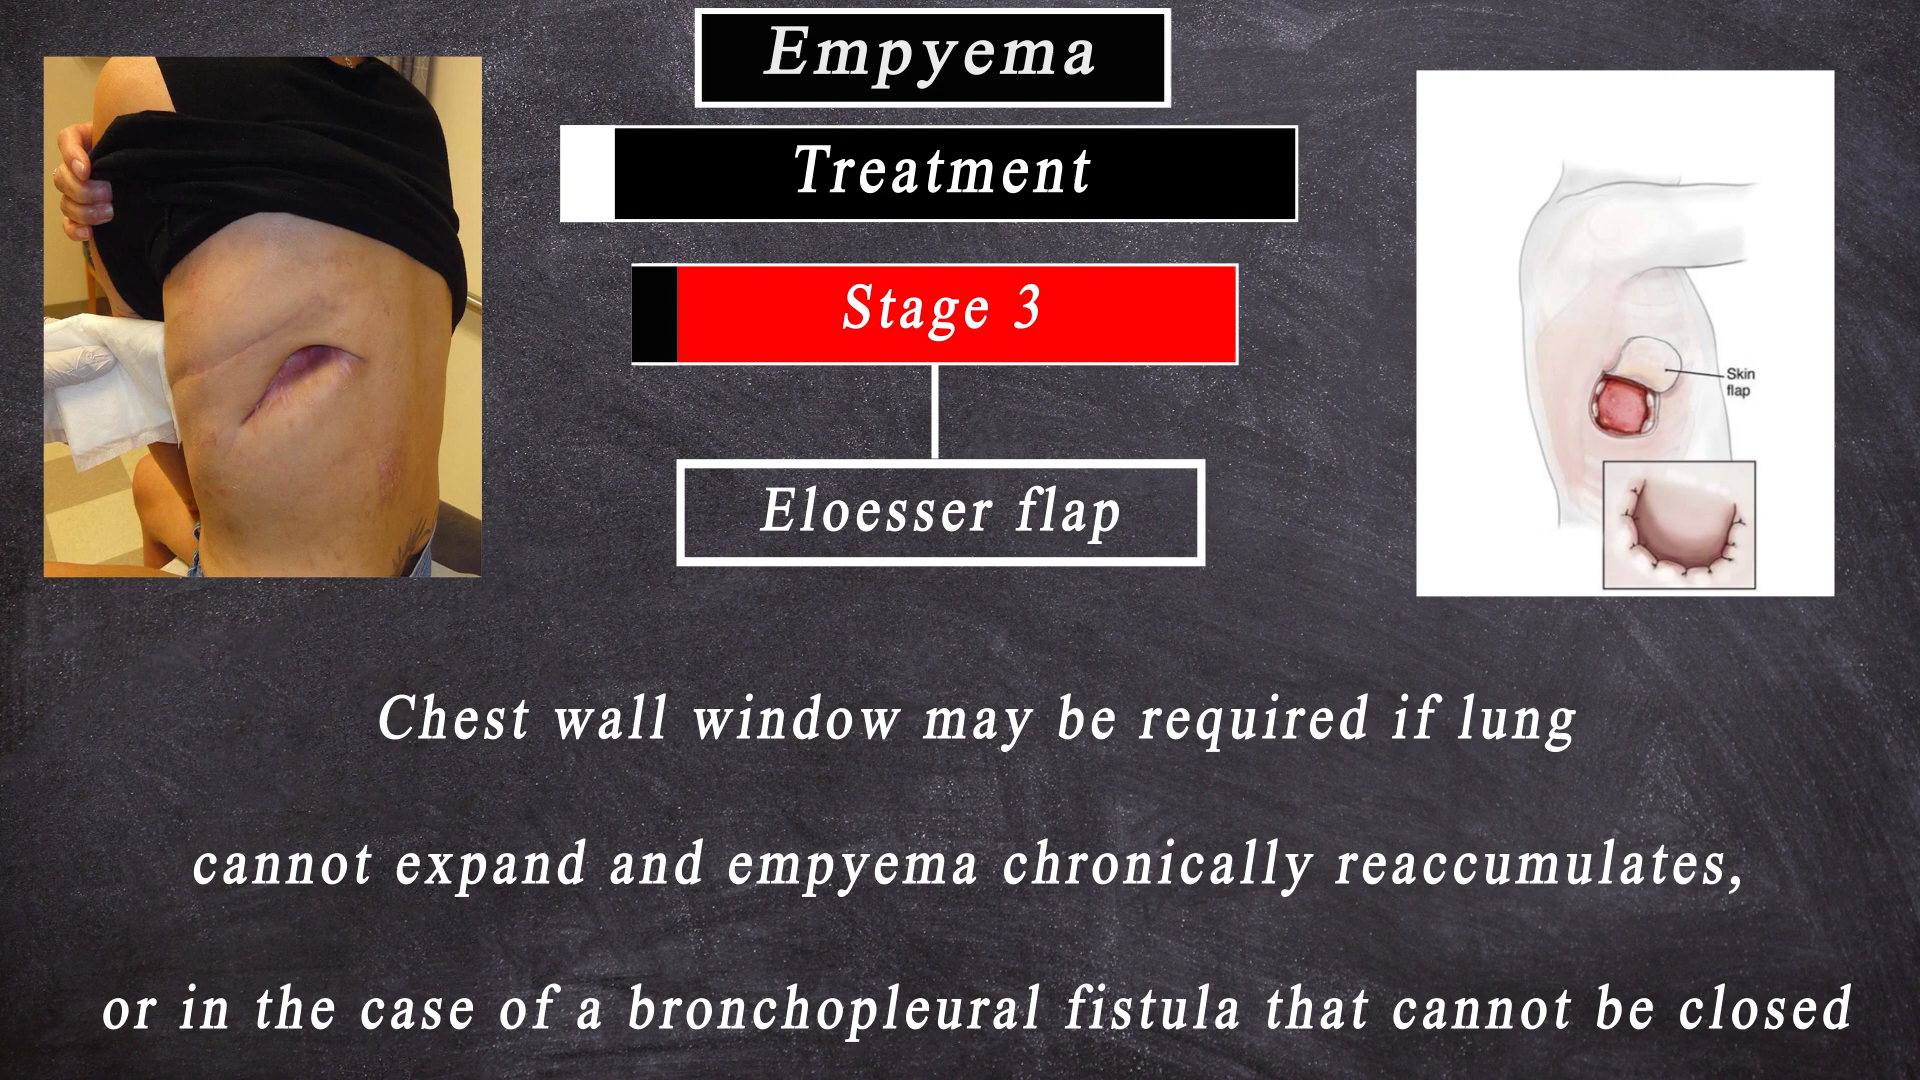 Empyema
Treatment
Stage 3
Eloesser flap
Skin
flap
Chest wall window may be required if lung
cannot expand and empyema chronically reaccumulates,
or in the case of a bronchopleural fistula that cannot be closed